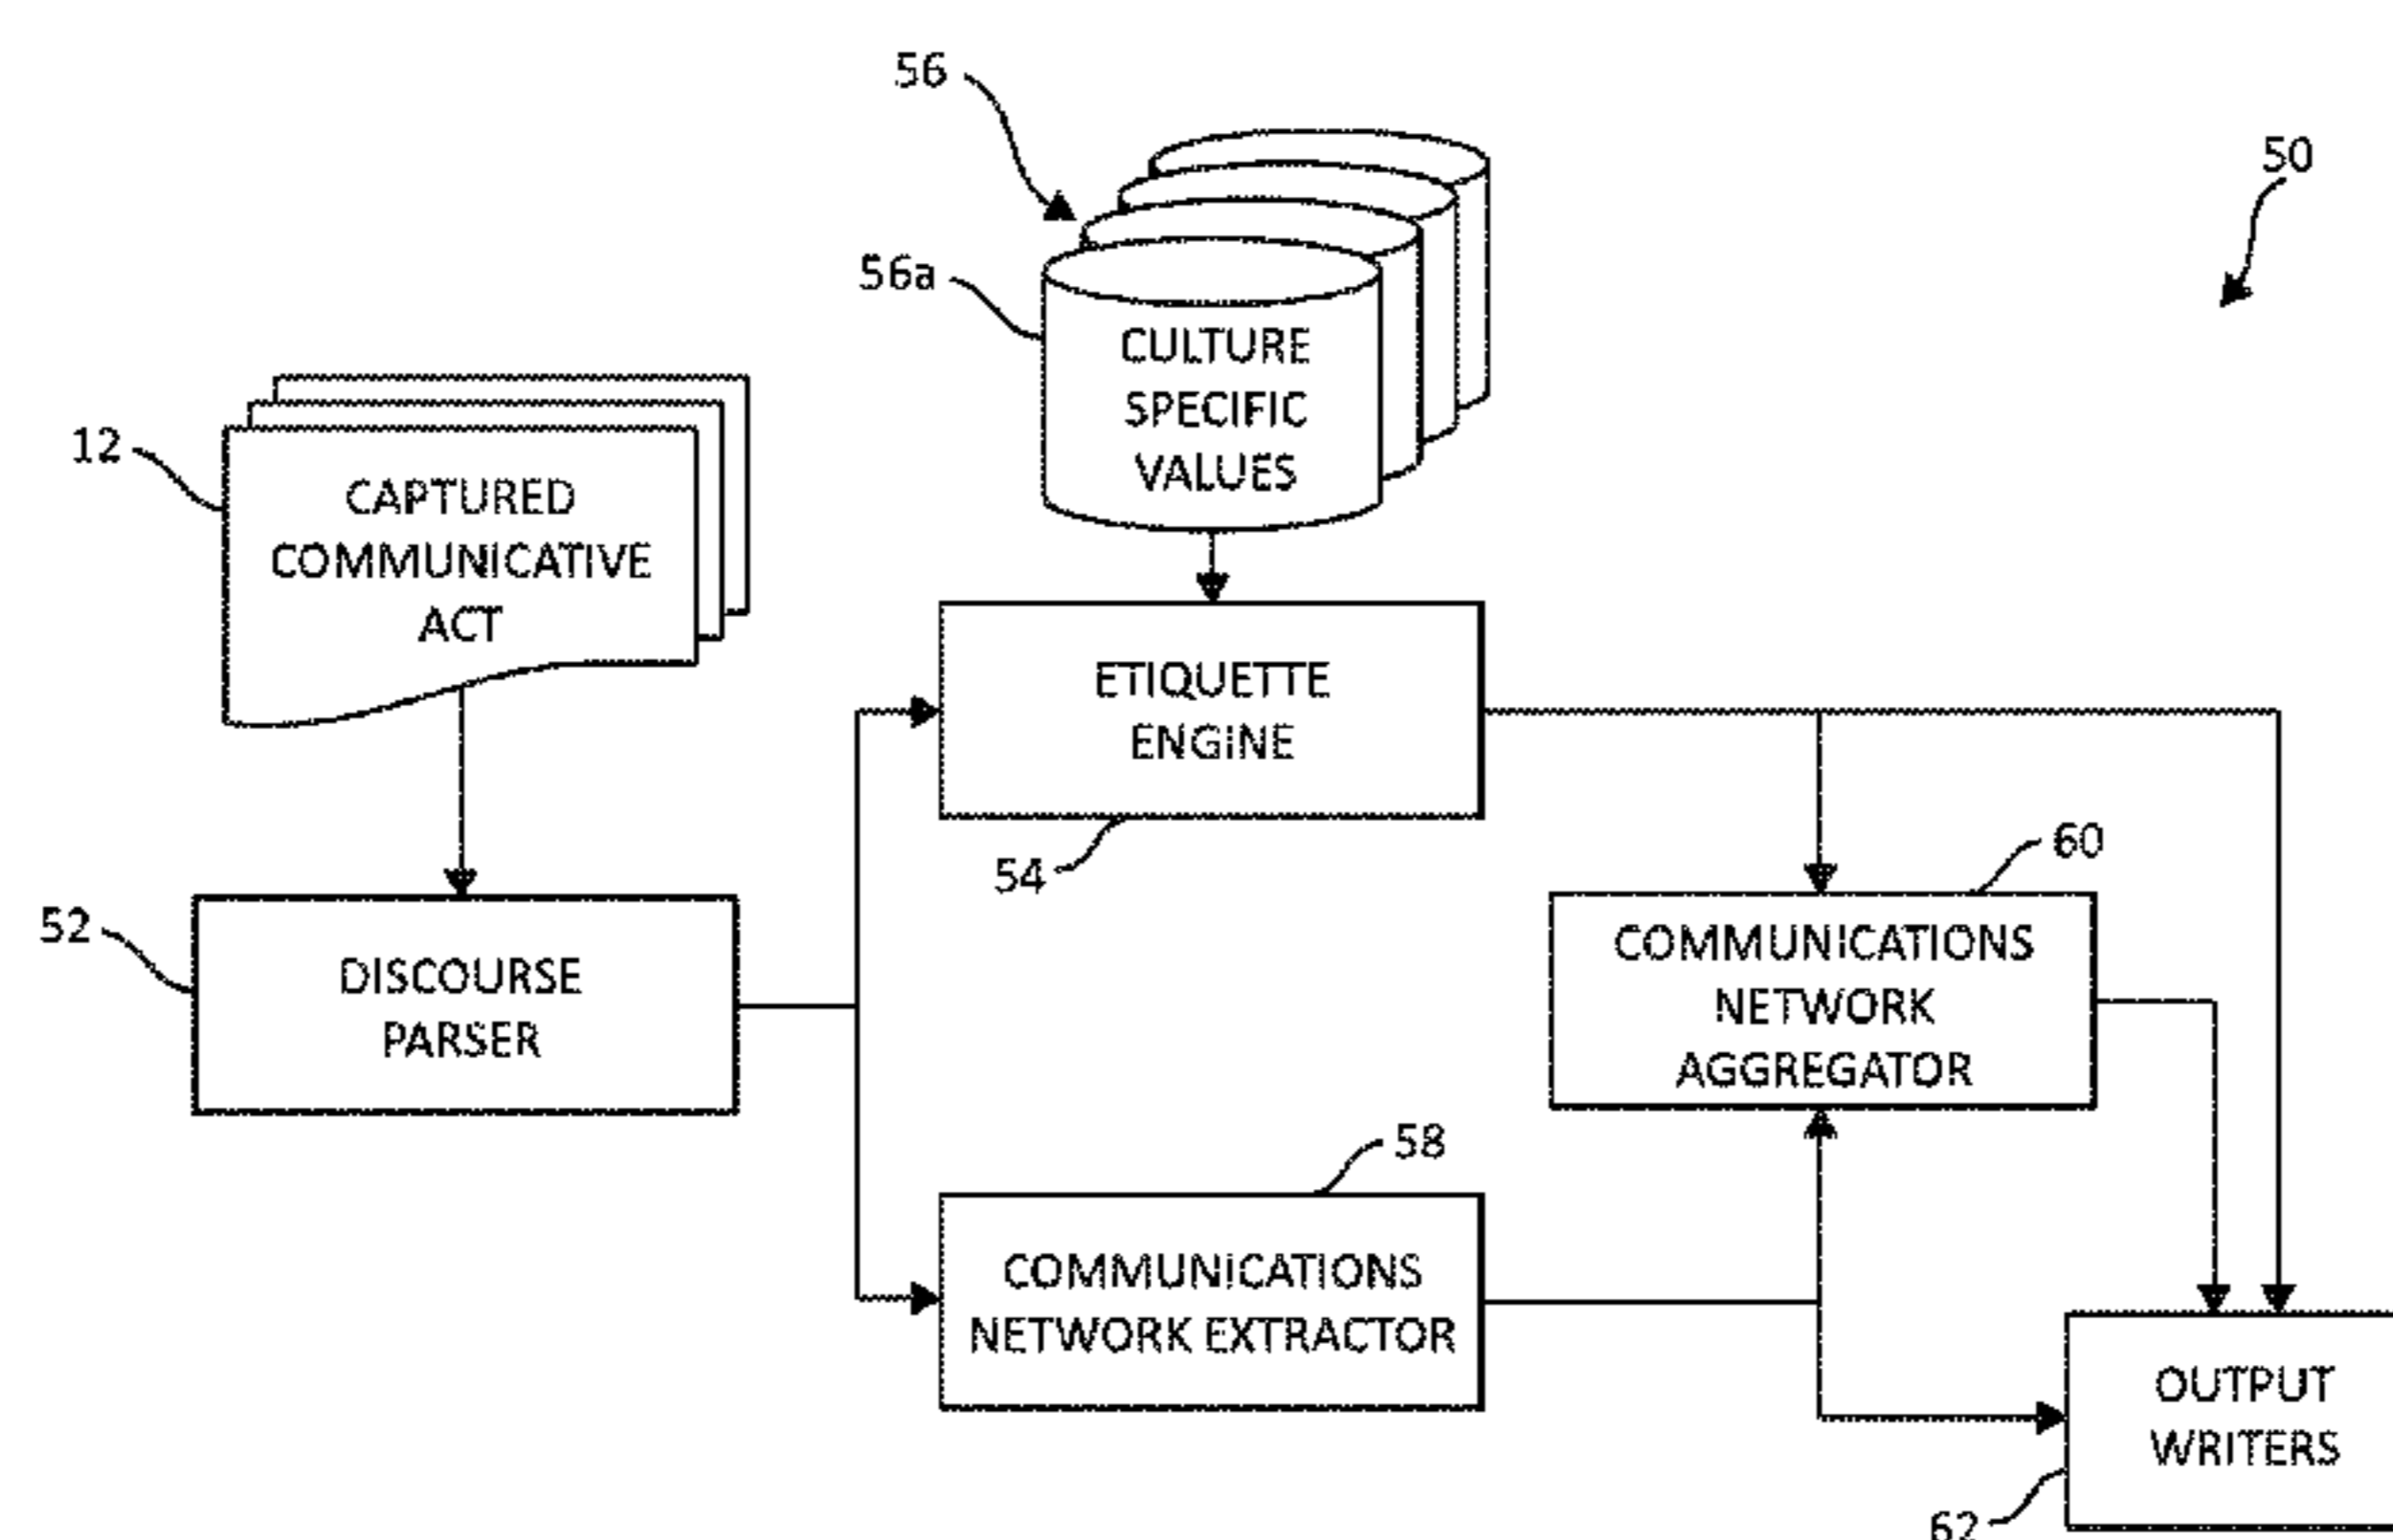 56
50
56a
CULTURE
SPECIFIC
VALUES
12
CAPTURED
COMMUNICATIVE
ACT
ETIQUETTE
ENGINE
54
60
52
DISCOURSE
PARSER
COMMUNICATIONS
NETWORK
AGGREGATOR
58
COMMUNICATIONS
NETWORK EXTRACTOR
OUTPUT
WRITERS
62